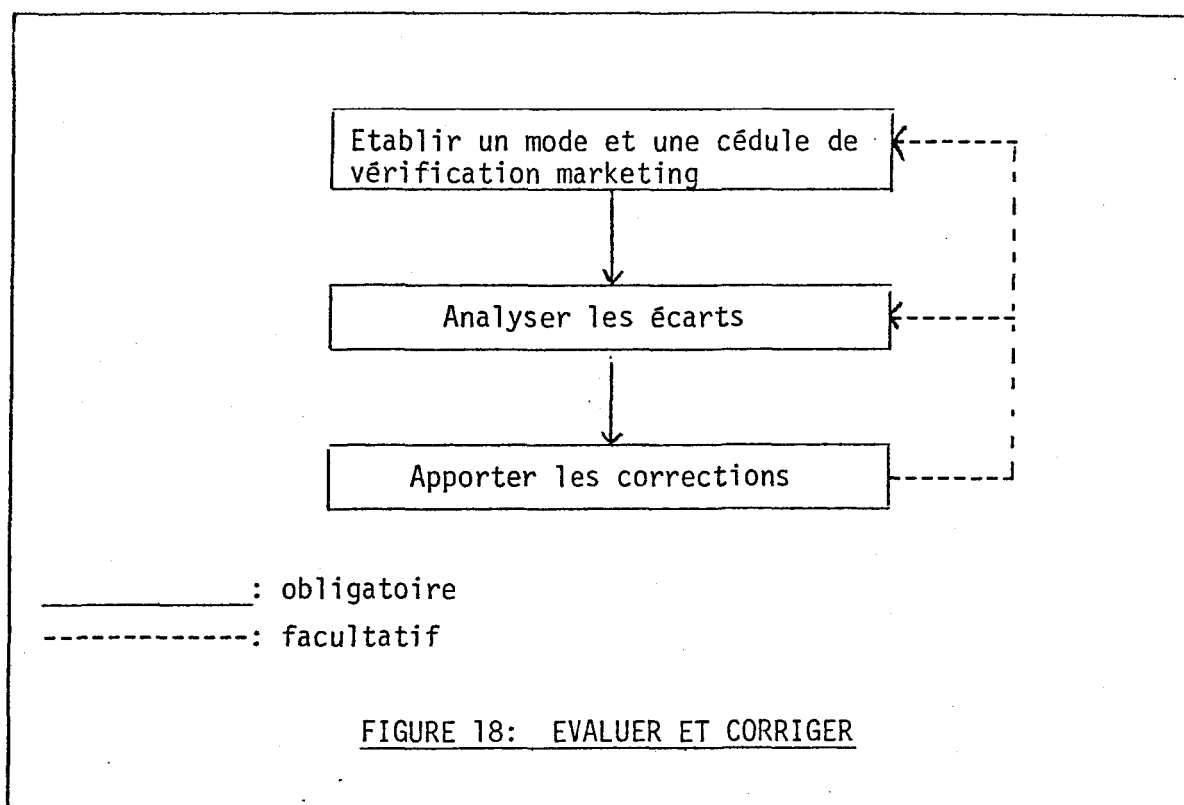 Etablir un mode et une cédule de
vérification marketing
Analyser les écarts
Apporter les corrections
____________: obligatoire
-------------: facultatif
FIGURE 18: EVALUER ET CORRIGER